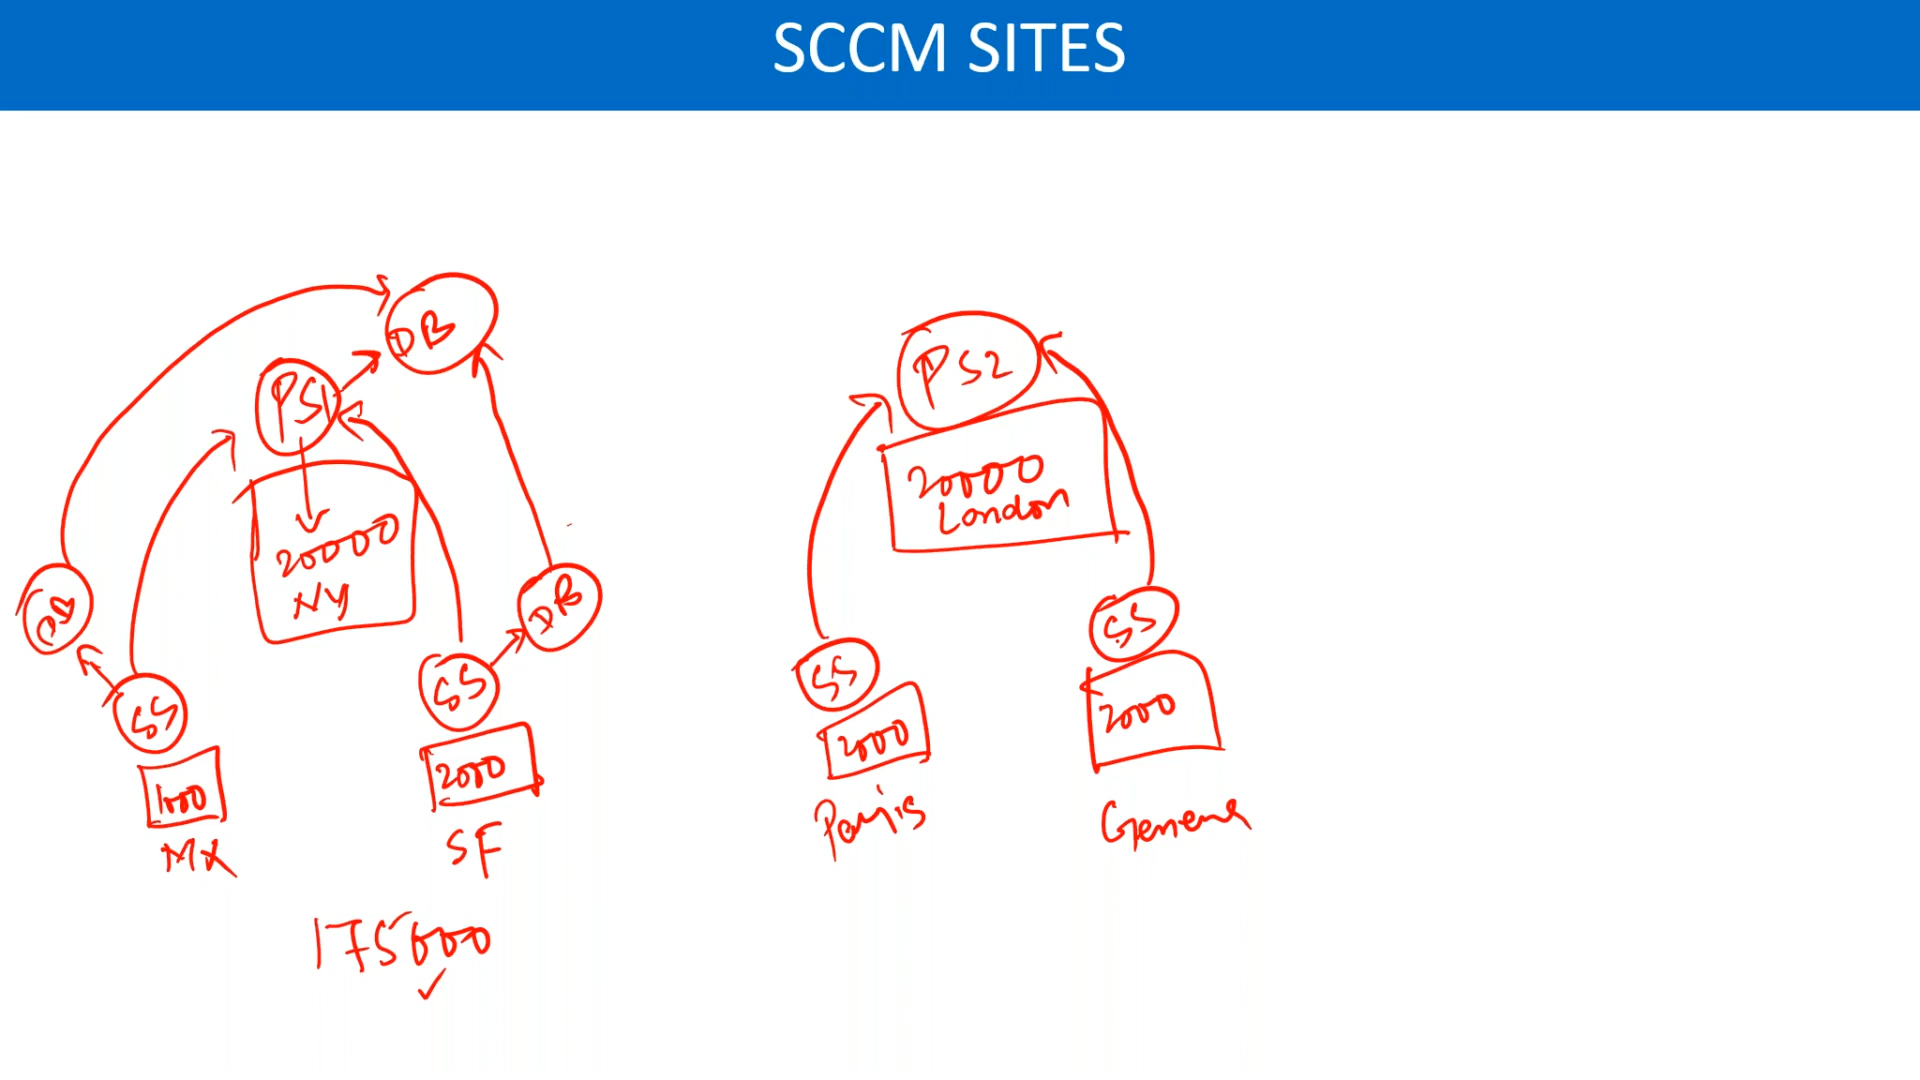 SCCM SITES
DB
PS1
20000
NY
DB
DB
SS
SS
1000
2000
MX
SF
175000
PS2
20000
London
SS
SS
2000
2000
Paris
Geneva